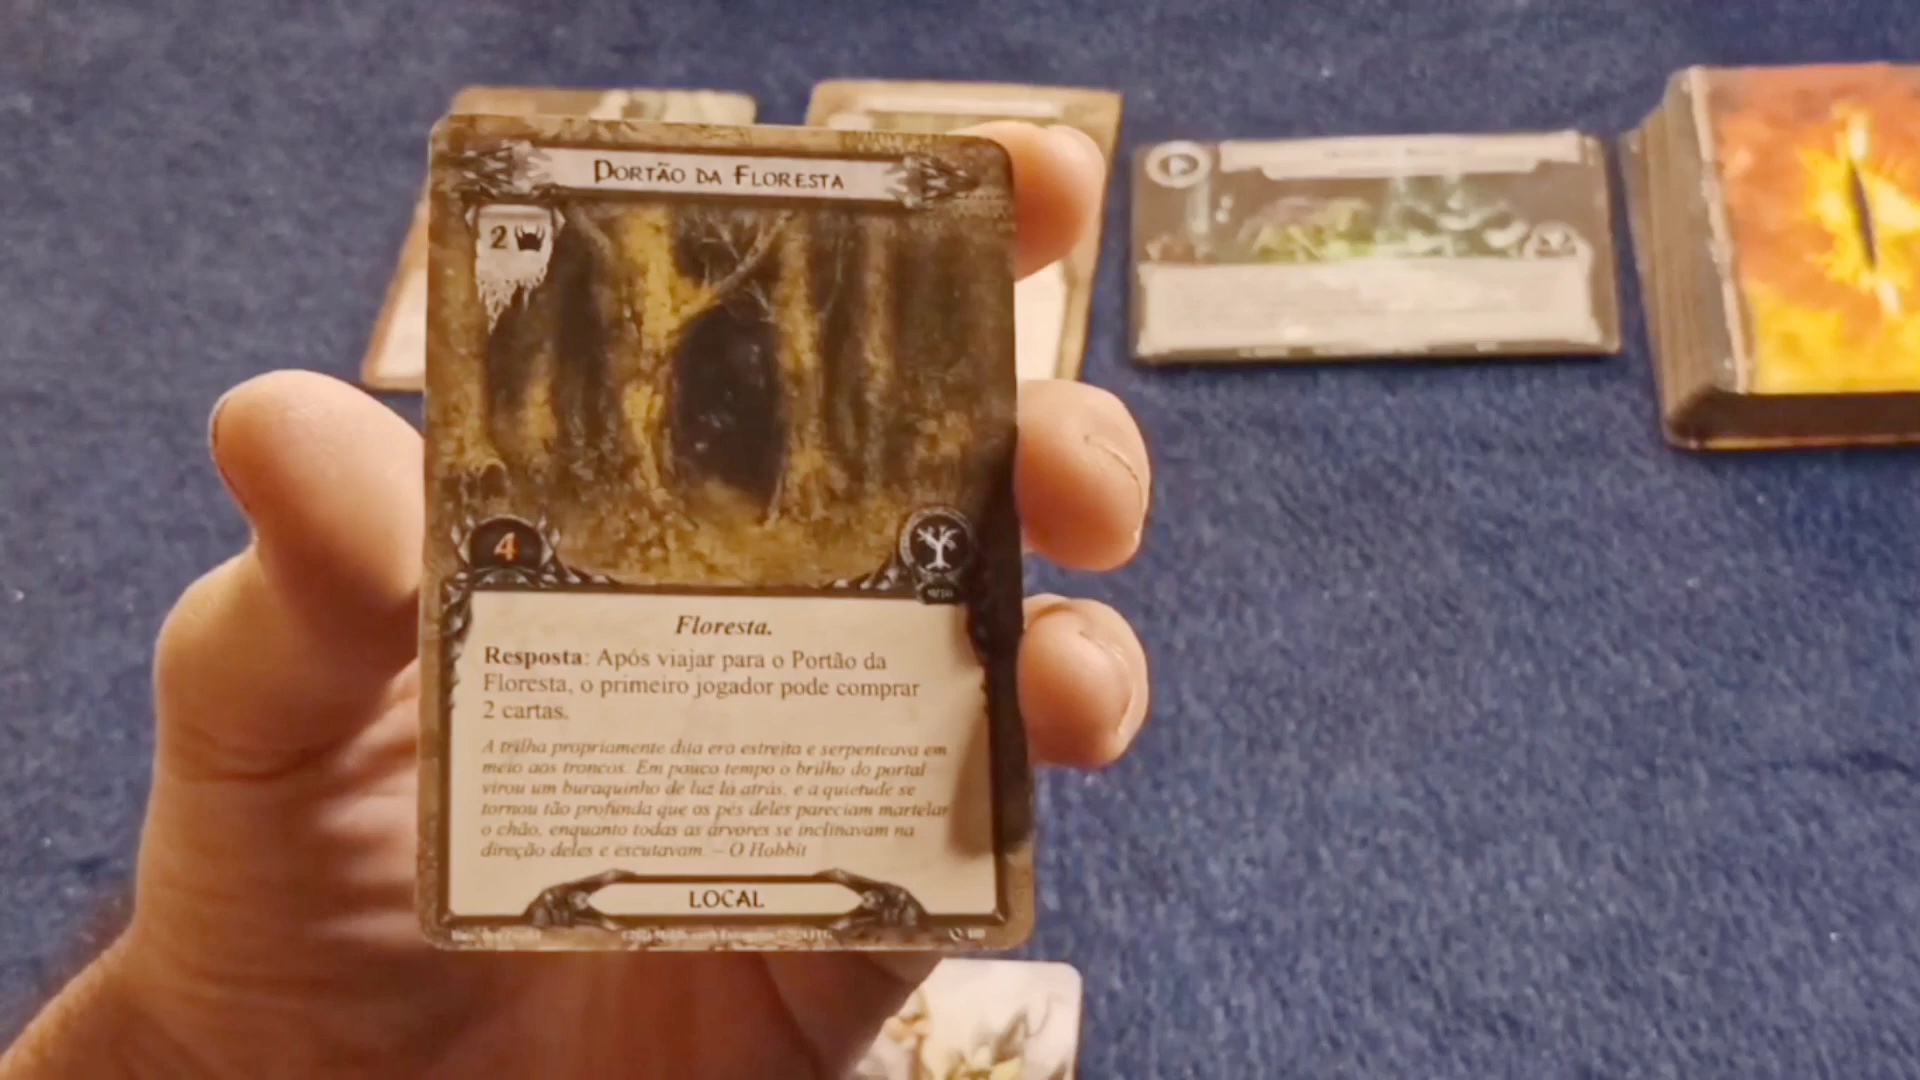 PORTÃO DA FLORESTA
2
4
Floresta.
Resposta: Após viajar para o Portão da
Floresta, o primeiro jogador pode comprar
2 cartas.
A trilha propriamente dita era estreita e serpenteava em
meio aos troncos. Em pouco tempo o brilho do portal
virou um buraquinho de luz lá atrás, e a quietude se
tornou tão profunda que os pés deles pareciam martelar
o chão, enquanto todas as árvores se inclinavam na
direção deles e escutavam. – O Hobbit
LOCAL